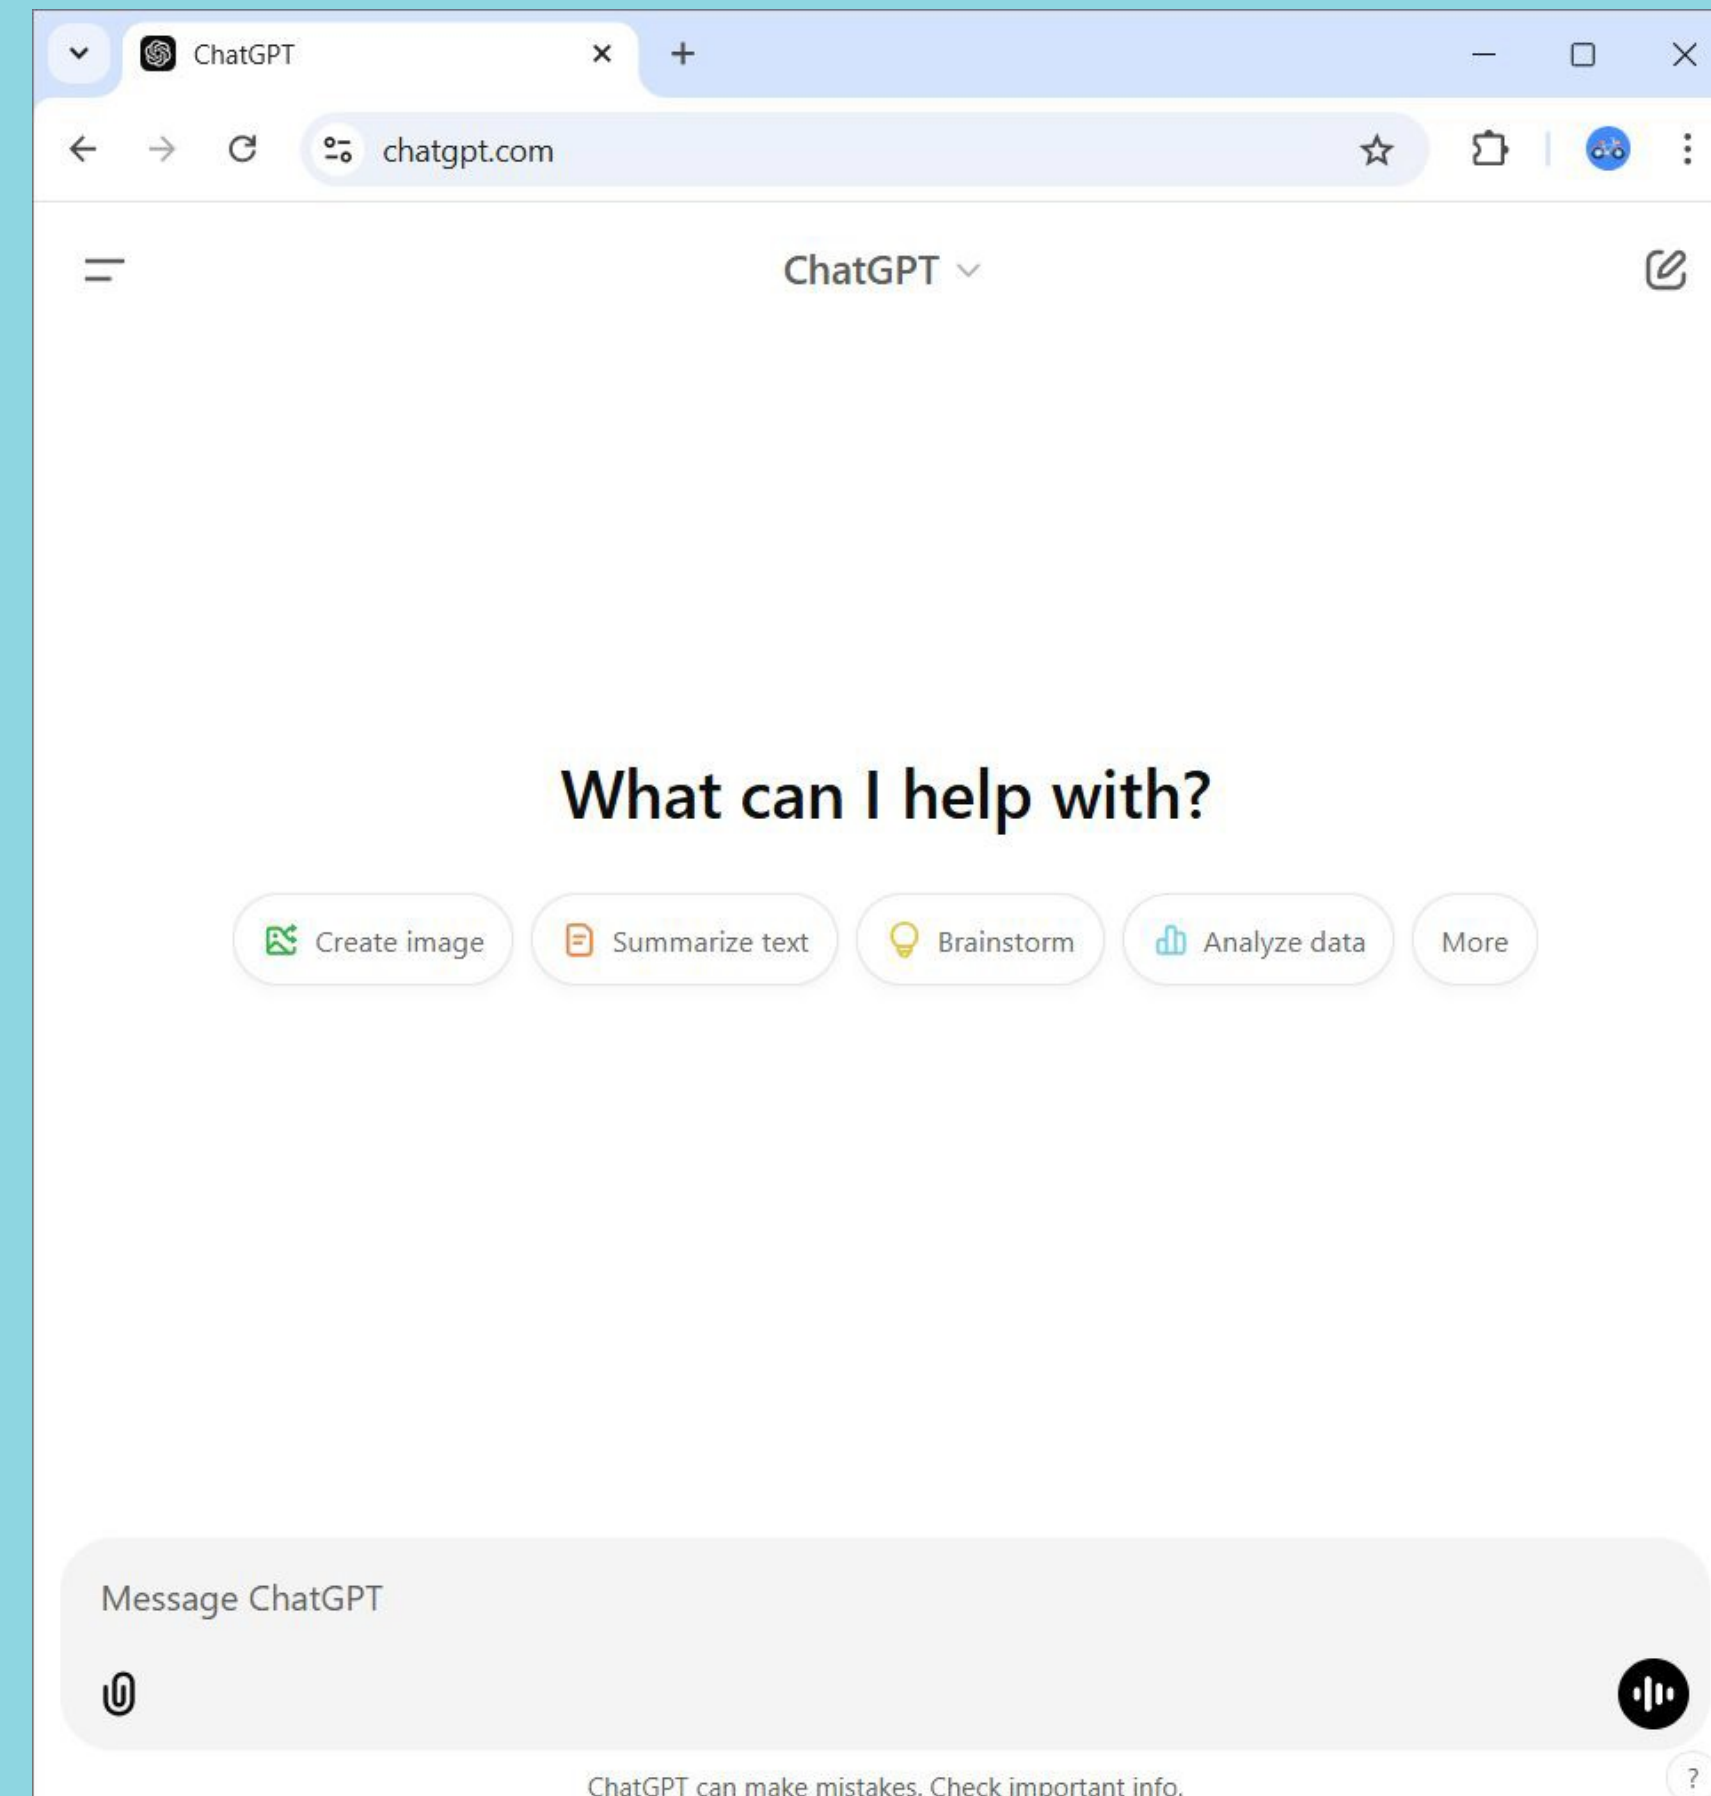 ChatGPT
chatgpt.com
ChatGPT
What can I help with?
Create image
Summarize text
Brainstorm
Analyze data
More
Message ChatGPT
ChatGPT can make mistakes. Check important info.
?